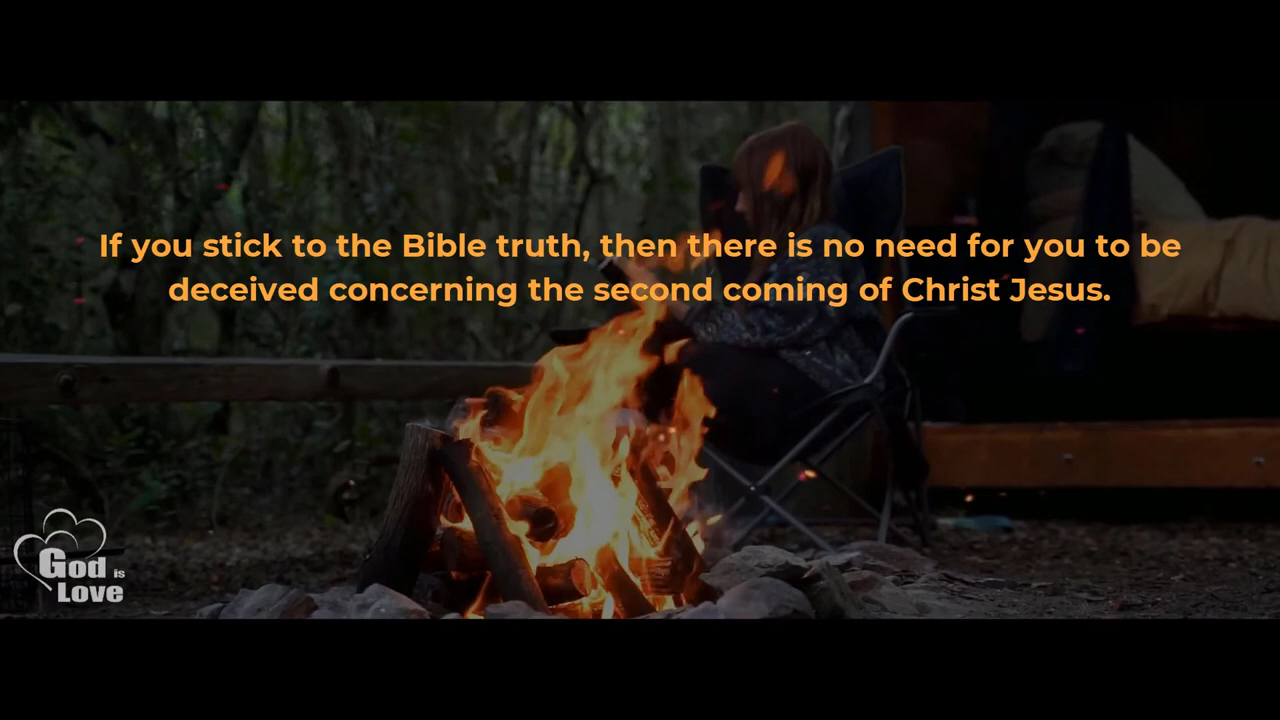 If you stick to the Bible truth, then there is no need for you to be
deceived concerning the second coming of Christ Jesus.
God is
Love